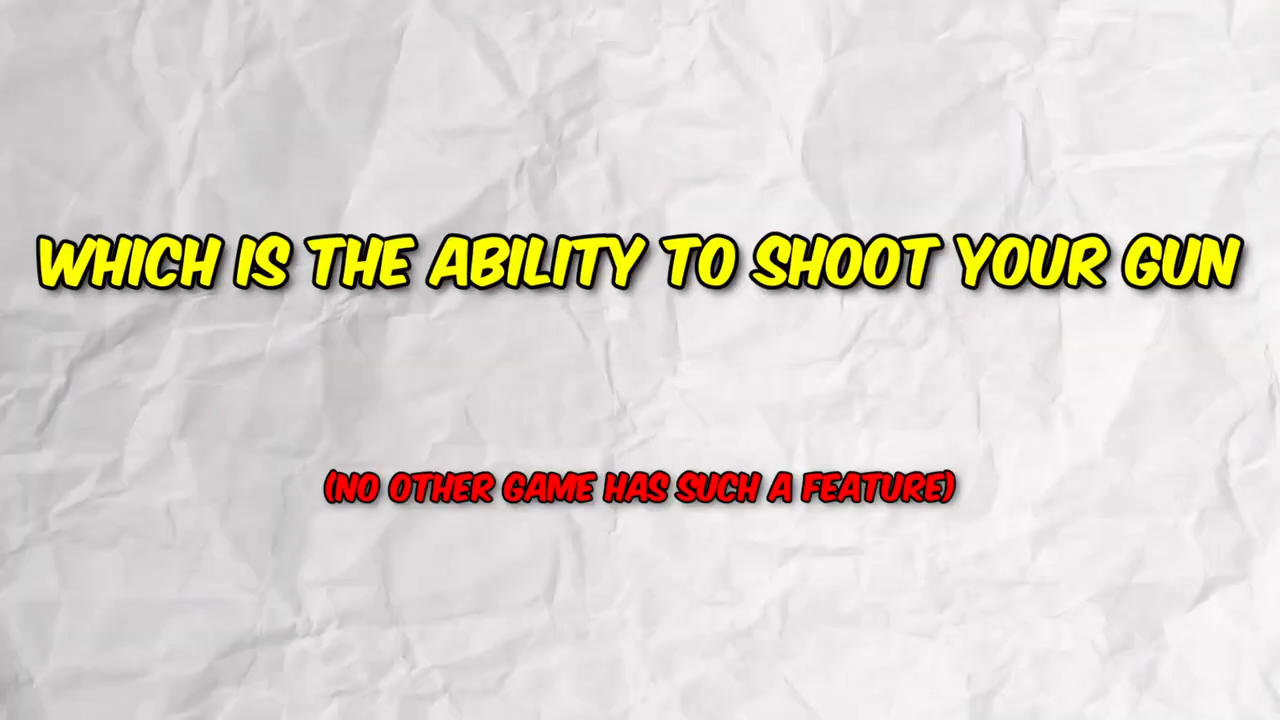 WHICH IS THE ABILITY TO SHOOT YOUR GUN
(NO OTHER GAME HAS SUCH A FEATURE)